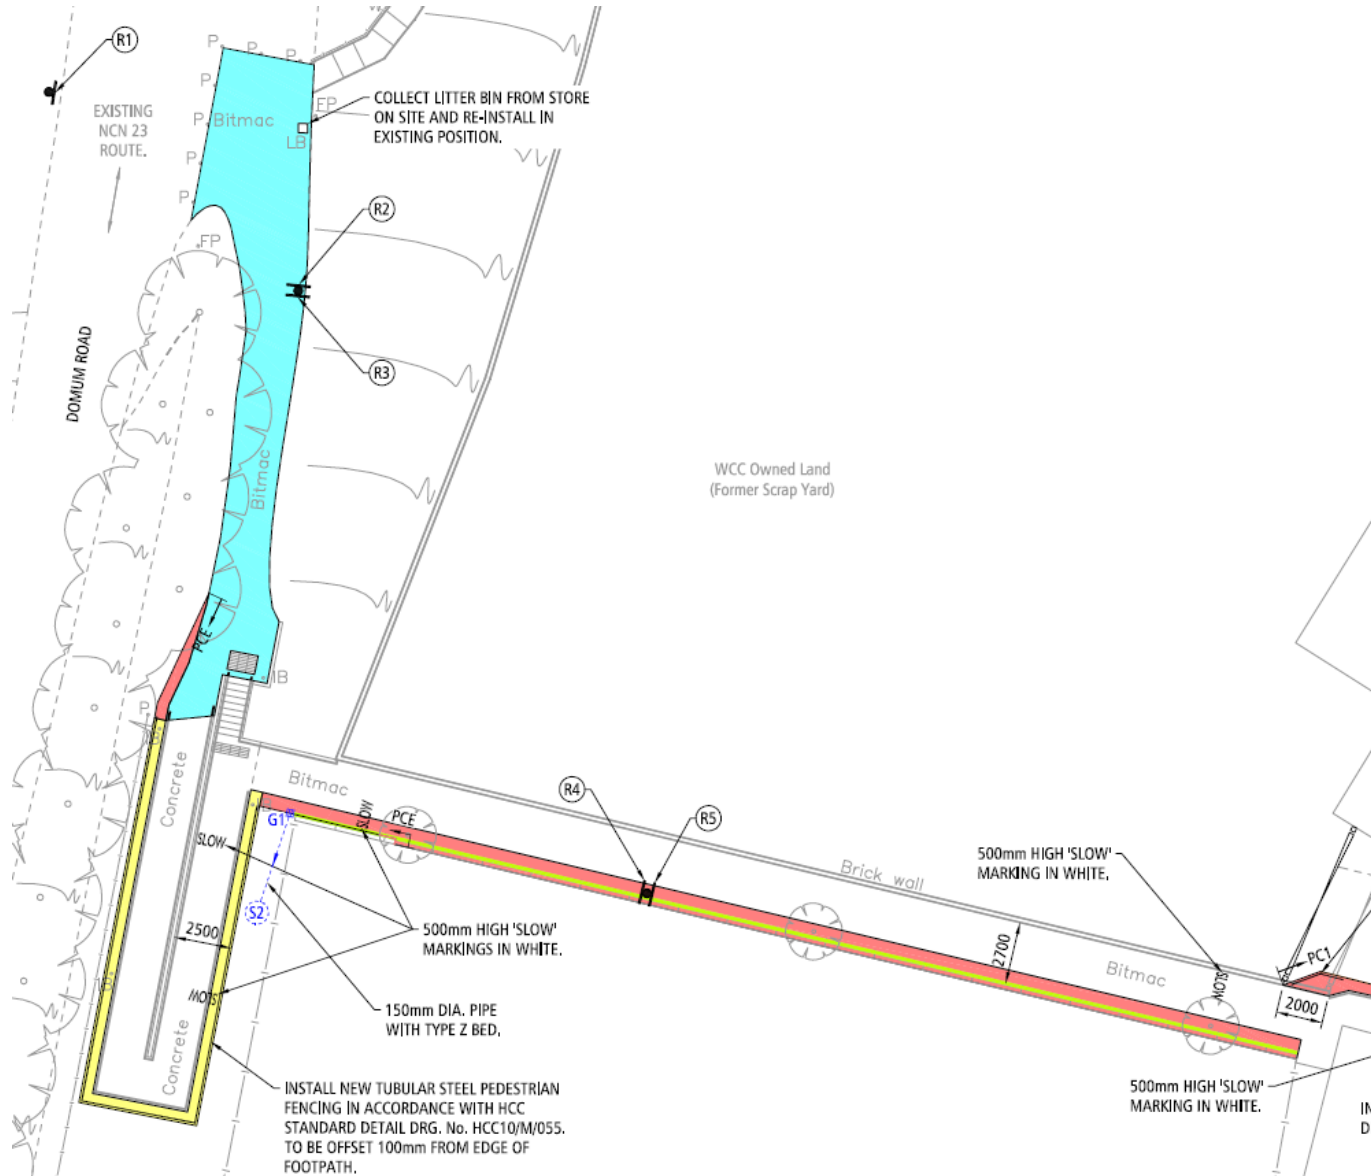 R1
P
P
P
P
EXISTING
NCN 23
ROUTE.
P
Bitmac
FP
LB
COLLECT LITTER BIN FROM STORE
ON SITE AND RE-INSTALL IN
EXISTING POSITION.
P
P
R2
FP
R3
DOMUM ROAD
Bitmac
WCC Owned Land
(Former Scrap Yard)
PCE
P
Concrete
Bitmac
G1
SLOW
PCE
R4
R5
SLOW
500mm HIGH 'SLOW'
MARKING IN WHITE.
Brick wall
S2
2500
500mm HIGH 'SLOW'
MARKINGS IN WHITE.
2700
Bitmac
SLOW
PC1
2000
SLOW
150mm DIA. PIPE
WITH TYPE Z BED.
Concrete
INSTALL NEW TUBULAR STEEL PEDESTRIAN
FENCING IN ACCORDANCE WITH HCC
STANDARD DETAIL DRG. No. HCC10/M/055.
TO BE OFFSET 100mm FROM EDGE OF
FOOTPATH.
500mm HIGH 'SLOW'
MARKING IN WHITE.